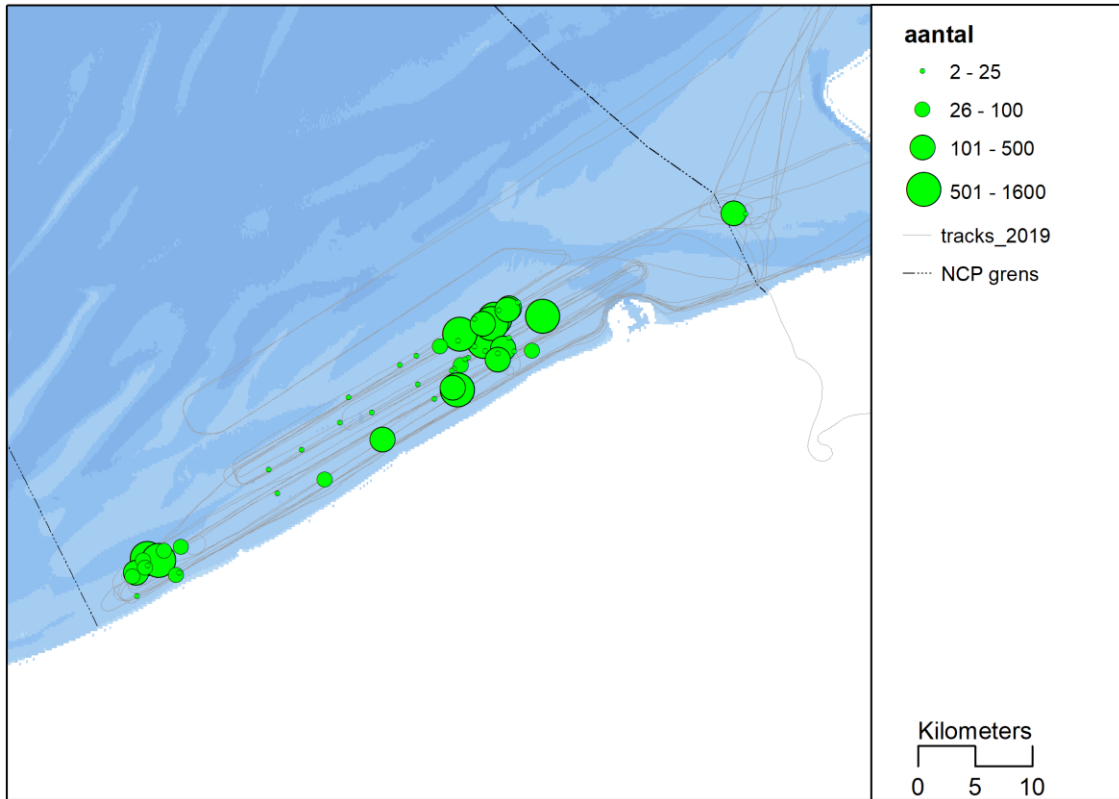 aantal
2 - 25
26 - 100
101 - 500
501 - 1600
tracks_2019
NCP grens
Kilometers
0 5 10